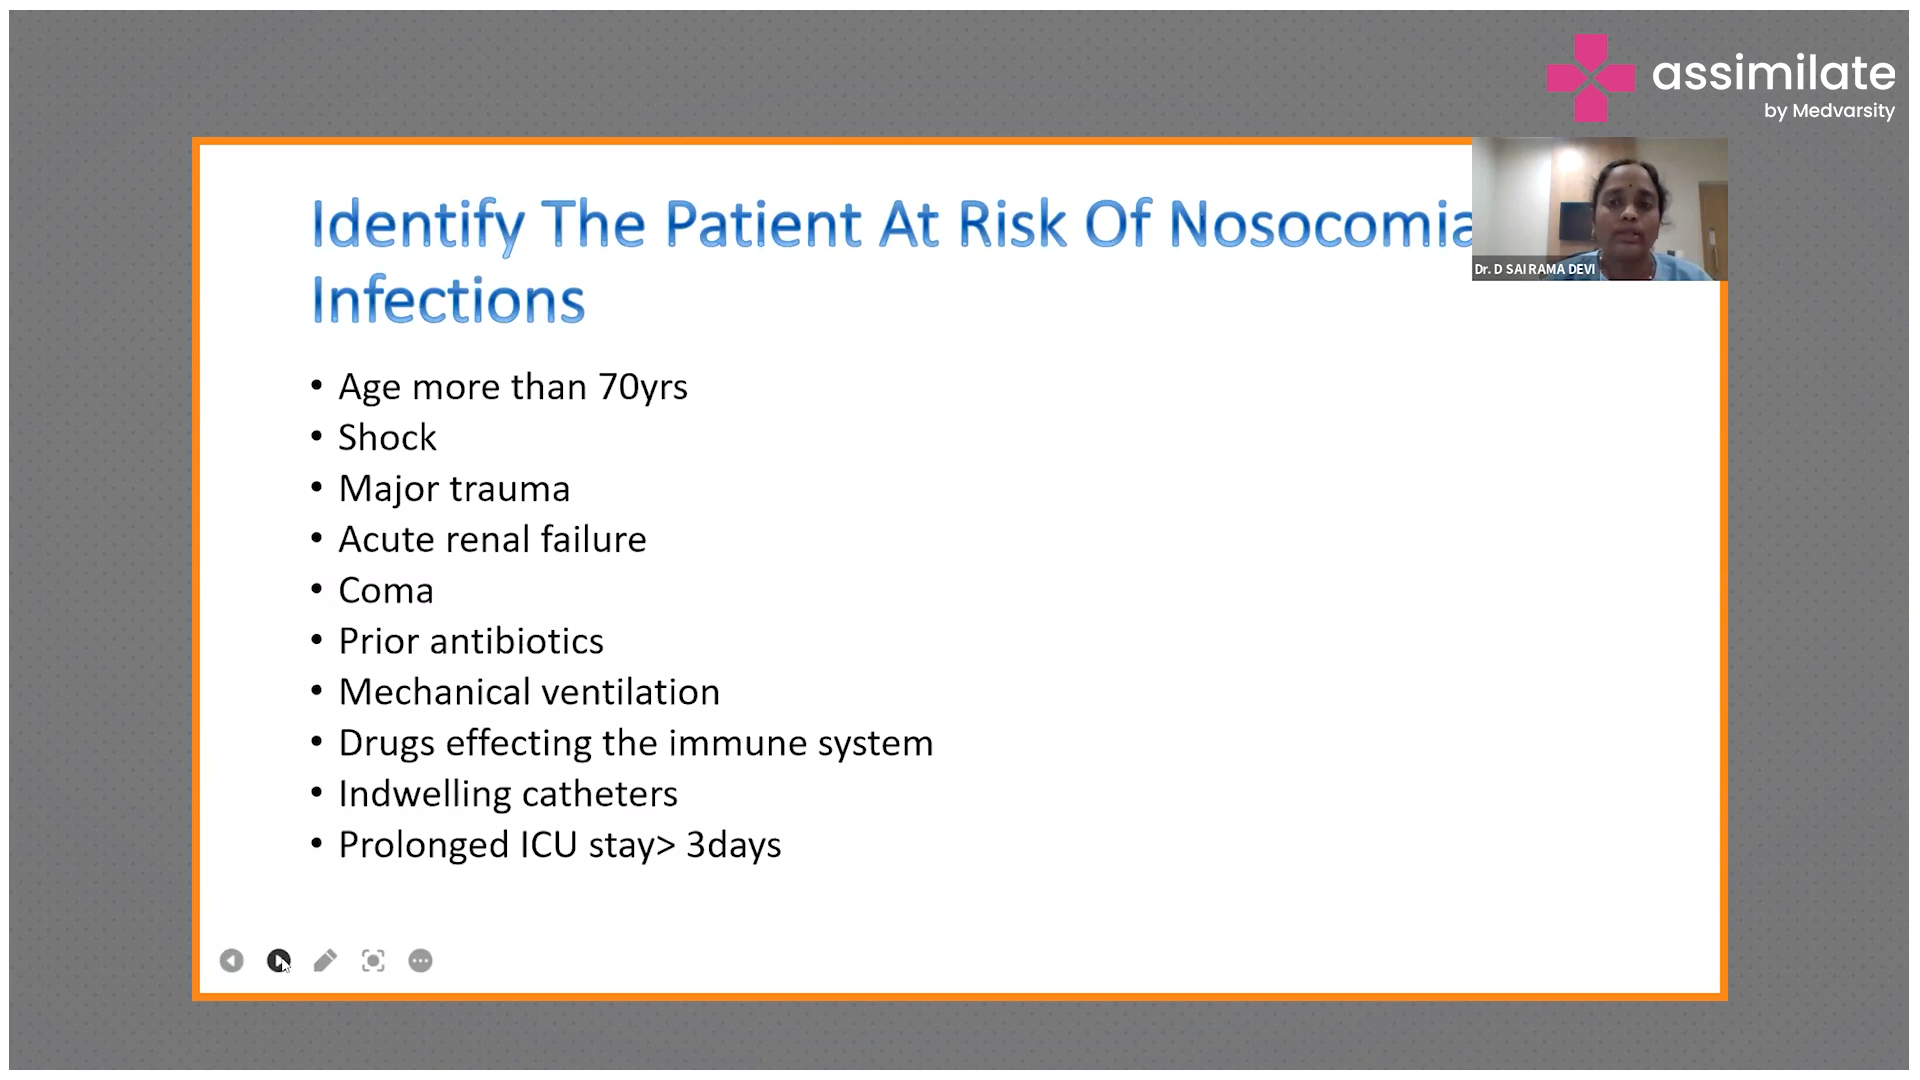 assimilate
by Medvarsity
Identify The Patient At Risk Of Nosocomia
Infections
Dr. D SAI RAMA DEVI
• Age more than 70yrs
• Shock
• Major trauma
• Acute renal failure
• Coma
• Prior antibiotics
• Mechanical ventilation
• Drugs effecting the immune system
• Indwelling catheters
• Prolonged ICU stay> 3days